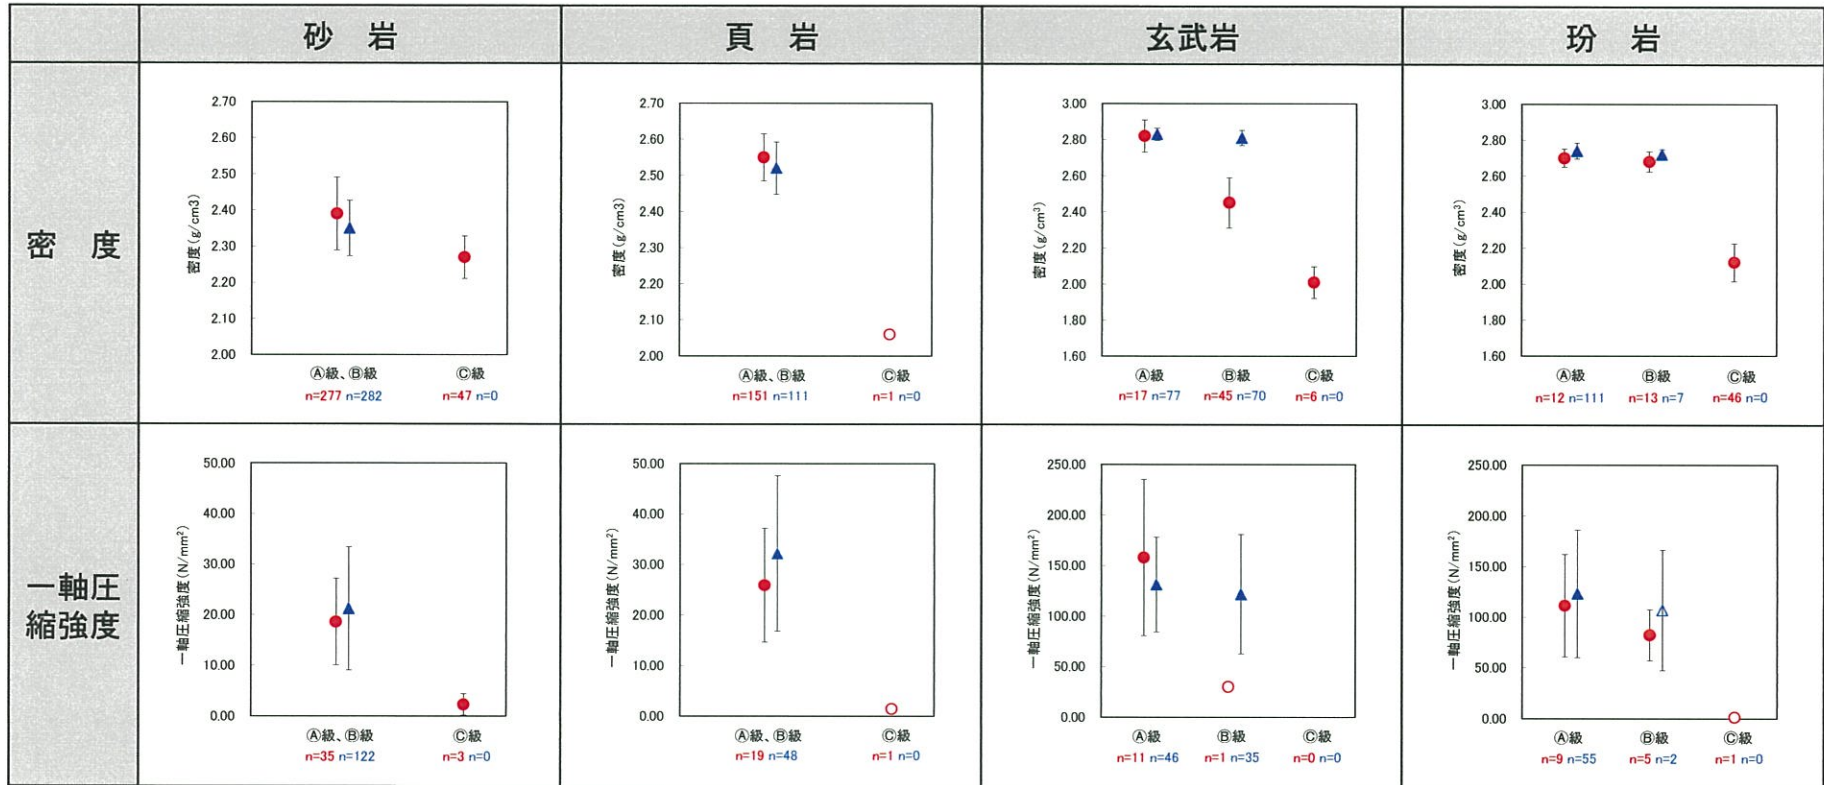 砂 岩
頁 岩
玄武岩
玢 岩
密 度
2.70
2.60
2.50
2.40
2.30
2.20
2.10
2.00
密度(g/cm3)
Ⓐ級、Ⓑ級
Ⓒ級
n=277 n=282
n=47 n=0
2.70
2.60
2.50
2.40
2.30
2.20
2.10
2.00
密度(g/cm3)
Ⓐ級、Ⓑ級
Ⓒ級
n=151 n=111
n=1 n=0
3.00
2.80
2.60
2.40
2.20
2.00
1.80
1.60
密度(g/cm³)
Ⓐ級
Ⓑ級
Ⓒ級
n=17 n=77
n=45 n=70
n=6 n=0
3.00
2.80
2.60
2.40
2.20
2.00
1.80
1.60
密度(g/cm³)
Ⓐ級
Ⓑ級
Ⓒ級
n=12 n=111
n=13 n=7
n=46 n=0
一軸圧
縮強度
50.00
40.00
30.00
20.00
10.00
0.00
一軸圧縮強度(N/mm²)
Ⓐ級、Ⓑ級
Ⓒ級
n=35 n=122
n=3 n=0
50.00
40.00
30.00
20.00
10.00
0.00
一軸圧縮強度(N/mm²)
Ⓐ級、Ⓑ級
Ⓒ級
n=19 n=48
n=1 n=0
250.00
200.00
150.00
100.00
50.00
0.00
一軸圧縮強度(N/mm²)
Ⓐ級
Ⓑ級
Ⓒ級
n=11 n=46
n=1 n=35
n=0 n=0
250.00
200.00
150.00
100.00
50.00
0.00
一軸圧縮強度(N/mm²)
Ⓐ級
Ⓑ級
Ⓒ級
n=9 n=55
n=5 n=2
n=1 n=0